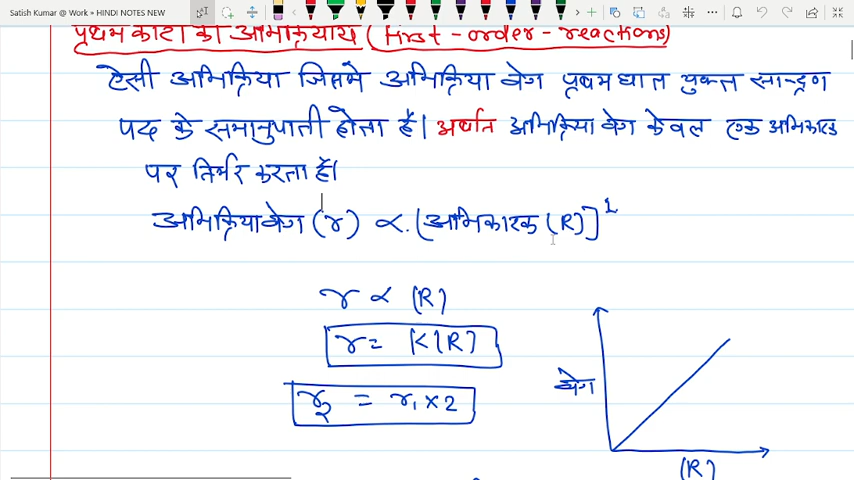 Satish Kumar @ Work » HINDI NOTES NEW
प्रथम कोटी की अभिक्रियायें (First-order-reactions)
ऐसी अभिक्रिया जिसमे अभिक्रिया वेग प्रथम घात युक्त सान्द्रण
पद के समानुपाती होता है। अर्थात अभिक्रिया वेग केवल एक अभिकारक
पर निर्भर करता है।
अभिक्रिया वेग (r) ∝. [अभिकारक (R)]¹
r ∝ (R)
r = K(R)
वेग
r₂ = r₁ × 2
(R)